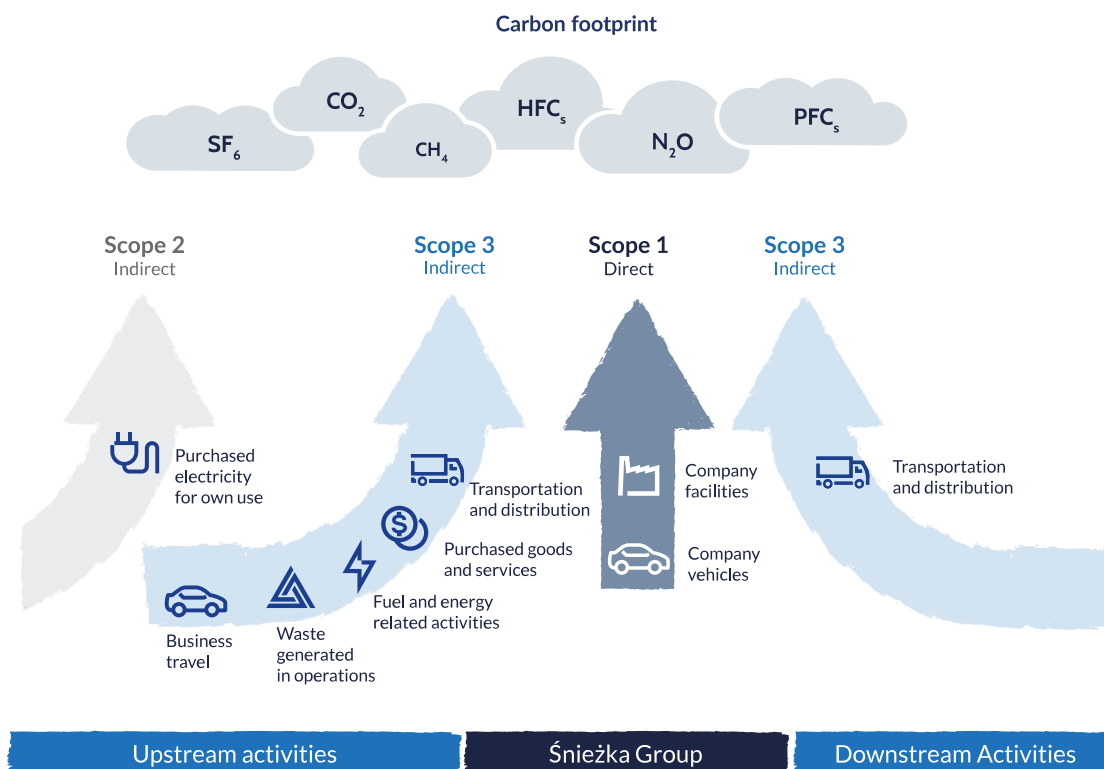 Carbon footprint
SF₆
CO₂
CH₄
HFCₛ
N₂O
PFCₛ
Scope 2
Indirect
Scope 3
Indirect
Scope 1
Direct
Scope 3
Indirect
Purchased
electricity
for own use
Business
travel
Waste
generated
in operations
Fuel and energy
related activities
Purchased goods
and services
Transportation
and distribution
Company
facilities
Company
vehicles
Transportation
and distribution
Upstream activities
Śnieżka Group
Downstream Activities